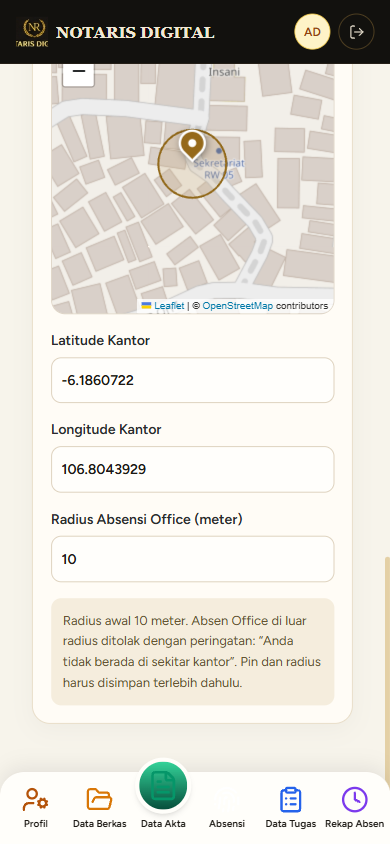 NR
TARIS DIG
NOTARIS DIGITAL
AD
Insani
−
Sekretariat
RW 05
Leaflet | © OpenStreetMap contributors
Latitude Kantor
-6.1860722
Longitude Kantor
106.8043929
Radius Absensi Office (meter)
10
Radius awal 10 meter. Absen Office di luar
radius ditolak dengan peringatan: “Anda
tidak berada di sekitar kantor”. Pin dan radius
harus disimpan terlebih dahulu.
Profil
Data Berkas
Data Akta
Absensi
Data Tugas
Rekap Absen